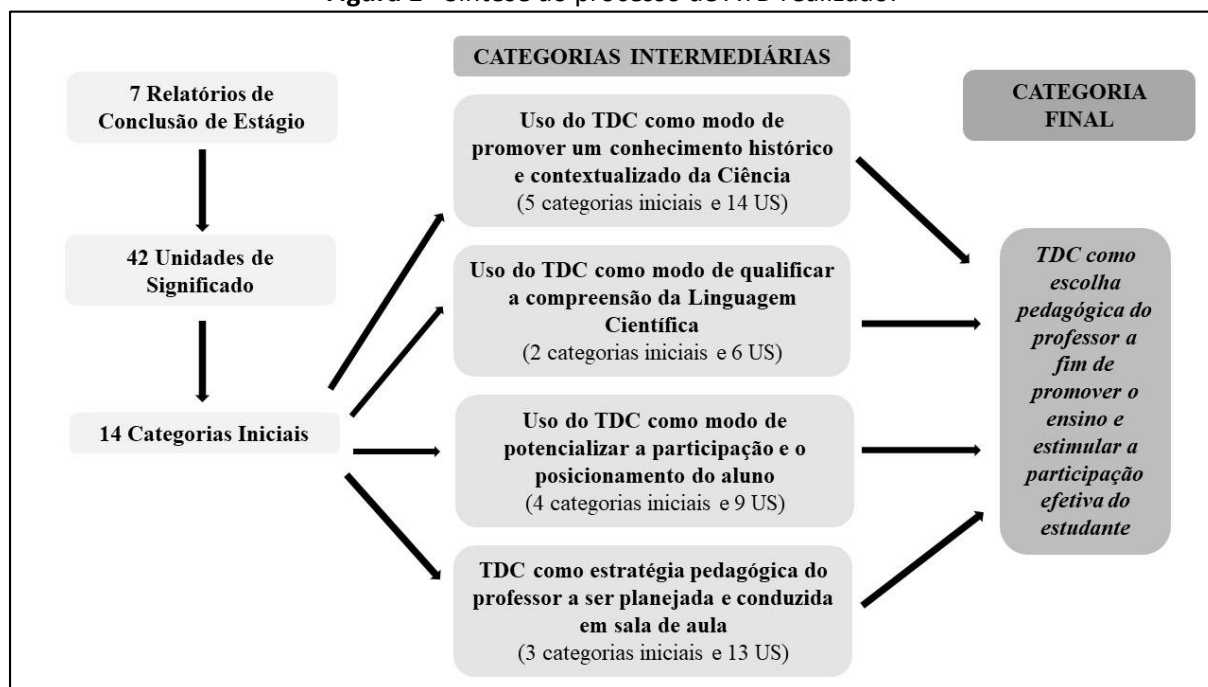 7 Relatórios de
Conclusão de Estágio
42 Unidades de
Significado
14 Categorias Iniciais
CATEGORIAS INTERMEDIÁRIAS
Uso do TDC como modo de
promover um conhecimento histórico
e contextualizado da Ciência
(5 categorias iniciais e 14 US)
Uso do TDC como modo de qualificar
a compreensão da Linguagem
Científica
(2 categorias iniciais e 6 US)
Uso do TDC como modo de
potencializar a participação e o
posicionamento do aluno
(4 categorias iniciais e 9 US)
TDC como estratégia pedagógica do
professor a ser planejada e conduzida
em sala de aula
(3 categorias iniciais e 13 US)
CATEGORIA
FINAL
TDC como
escolha
pedagógica do
professor a
fim de
promover o
ensino e
estimular a
participação
efetiva do
estudante